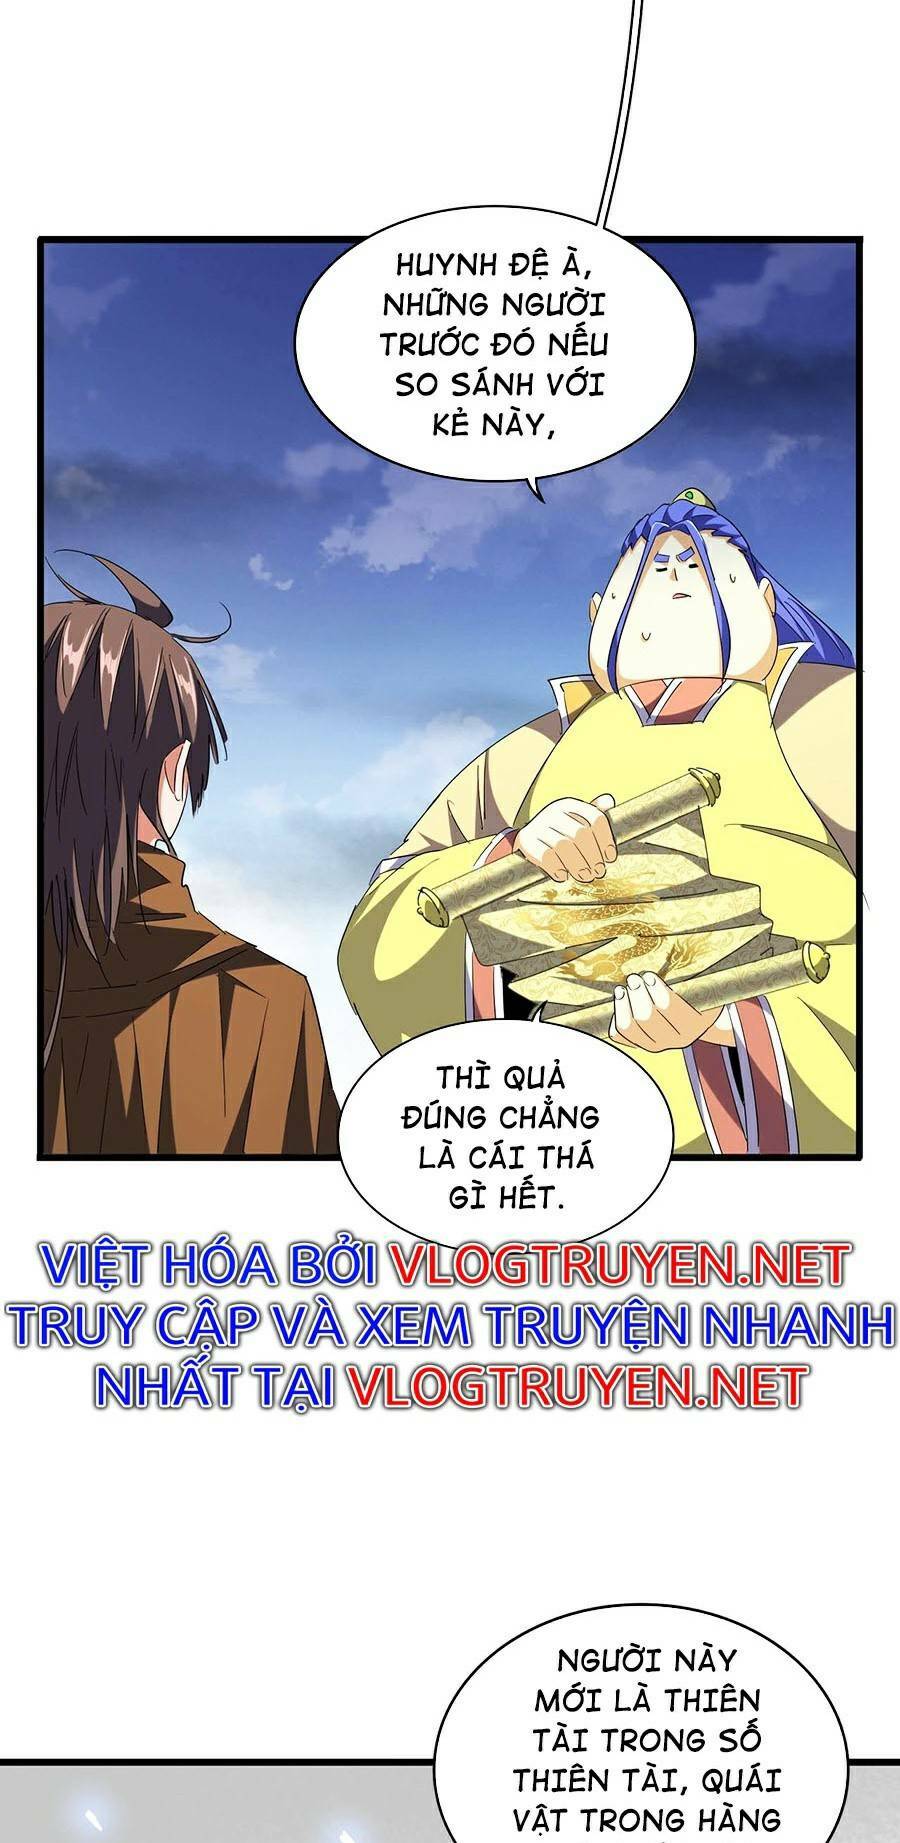 HUYNH ĐỆ À,
NHỮNG NGƯỜI
TRƯỚC ĐÓ NẾU
SO SÁNH VỚI
KẺ NÀY,
THÌ QUẢ
ĐÚNG CHẲNG
LÀ CÁI THÁ
GÌ HẾT.
VIỆT HÓA BỞI VLOGTRUYEN.NET
TRUY CẬP VÀ XEM TRUYỆN NHANH
NHẤT TẠI VLOGTRUYEN.NET
NGƯỜI NÀY
MỚI LÀ THIÊN
TÀI TRONG SỐ
THIÊN TÀI, QUÁI
VẬT TRONG HÀNG